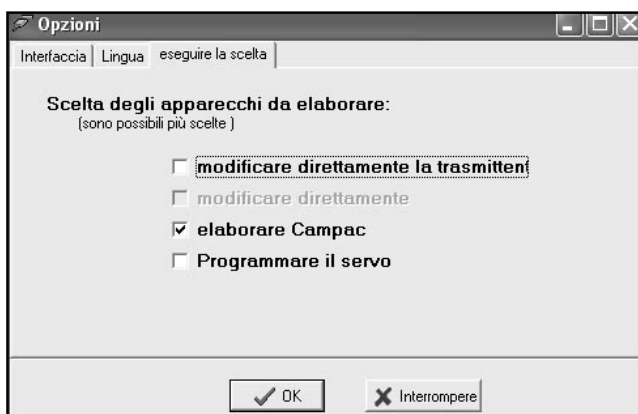 Opzioni
Interfaccia Lingua eseguire la scelta
Scelta degli apparecchi da elaborare:
(sono possibili più scelte )
modificare direttamente la trasmittent
modificare direttamente
elaborare Campac
Programmare il servo
OK Interrompere